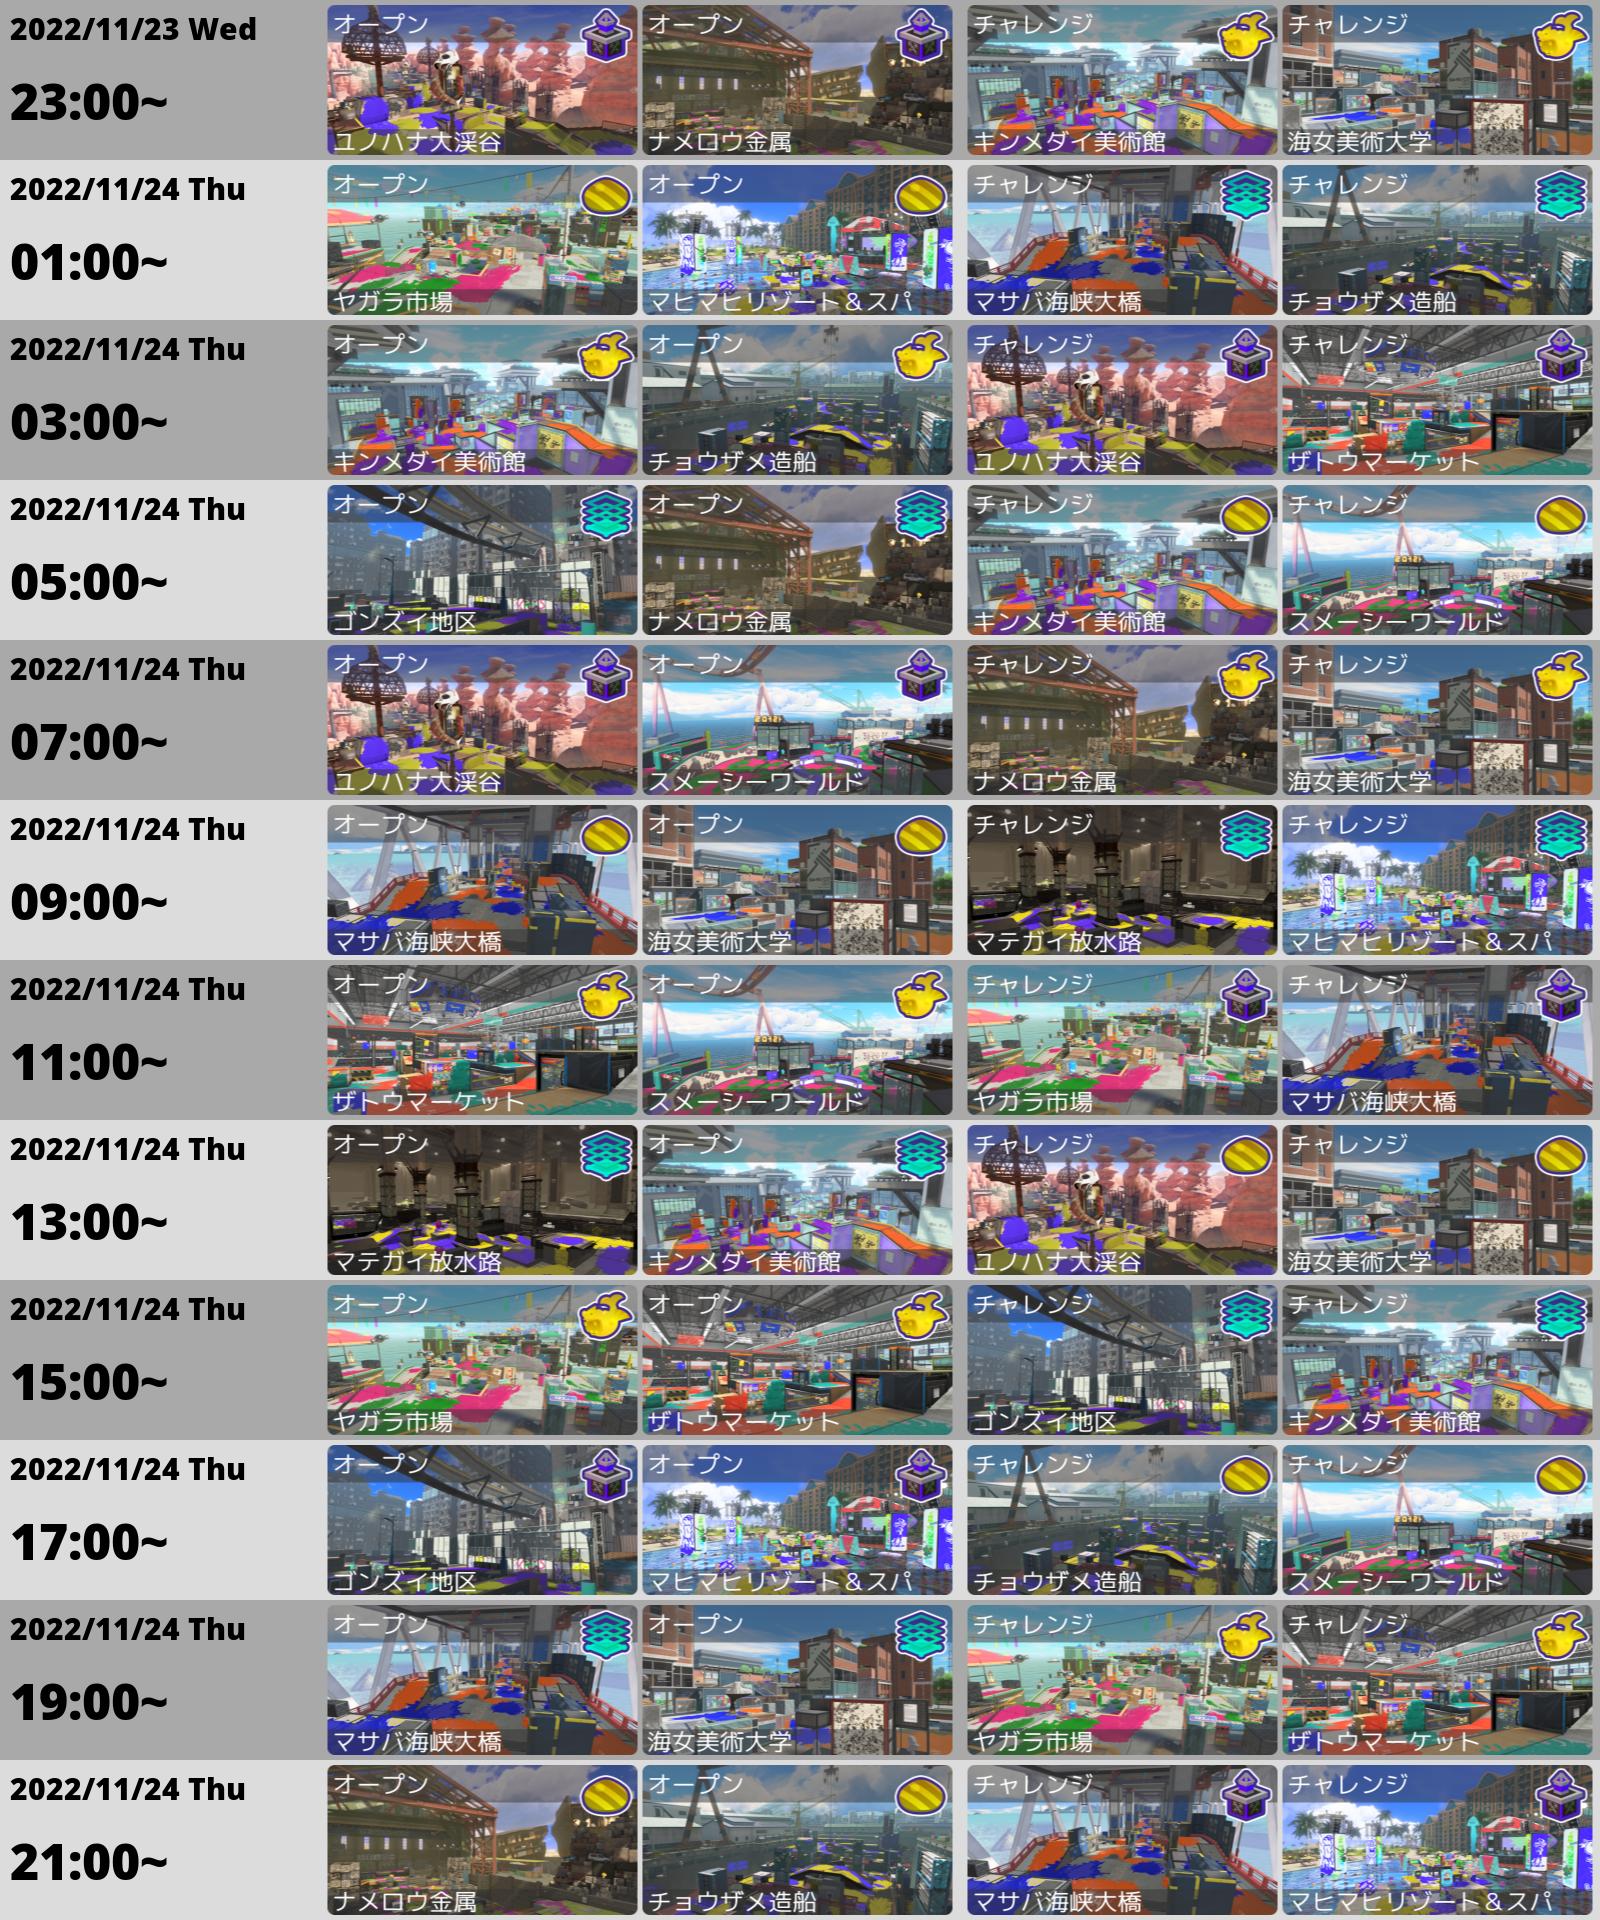 2022/11/23 Wed
23:00~
オープン
ユノハナ大渓谷
オープン
ナメロウ金属
チャレンジ
キンメダイ美術館
チャレンジ
海女美術大学
2022/11/24 Thu
01:00~
オープン
ヤガラ市場
オープン
マヒマヒリゾート＆スパ
チャレンジ
マサバ海峡大橋
チャレンジ
チョウザメ造船
2022/11/24 Thu
03:00~
オープン
キンメダイ美術館
オープン
チョウザメ造船
チャレンジ
ユノハナ大渓谷
チャレンジ
ザトウマーケット
2022/11/24 Thu
05:00~
オープン
ゴンズイ地区
オープン
ナメロウ金属
チャレンジ
キンメダイ美術館
チャレンジ
スメーシーワールド
2022/11/24 Thu
07:00~
オープン
ユノハナ大渓谷
オープン
スメーシーワールド
チャレンジ
ナメロウ金属
チャレンジ
海女美術大学
2022/11/24 Thu
09:00~
オープン
マサバ海峡大橋
オープン
海女美術大学
チャレンジ
マテガイ放水路
チャレンジ
マヒマヒリゾート＆スパ
2022/11/24 Thu
11:00~
オープン
ザトウマーケット
オープン
スメーシーワールド
チャレンジ
ヤガラ市場
チャレンジ
マサバ海峡大橋
2022/11/24 Thu
13:00~
オープン
マテガイ放水路
オープン
キンメダイ美術館
チャレンジ
ユノハナ大渓谷
チャレンジ
海女美術大学
2022/11/24 Thu
15:00~
オープン
ヤガラ市場
オープン
ザトウマーケット
チャレンジ
ゴンズイ地区
チャレンジ
キンメダイ美術館
2022/11/24 Thu
17:00~
オープン
ゴンズイ地区
オープン
マヒマヒリゾート＆スパ
チャレンジ
チョウザメ造船
チャレンジ
スメーシーワールド
2022/11/24 Thu
19:00~
オープン
マサバ海峡大橋
オープン
海女美術大学
チャレンジ
ヤガラ市場
チャレンジ
ザトウマーケット
2022/11/24 Thu
21:00~
オープン
ナメロウ金属
オープン
チョウザメ造船
チャレンジ
マサバ海峡大橋
チャレンジ
マヒマヒリゾート＆スパ